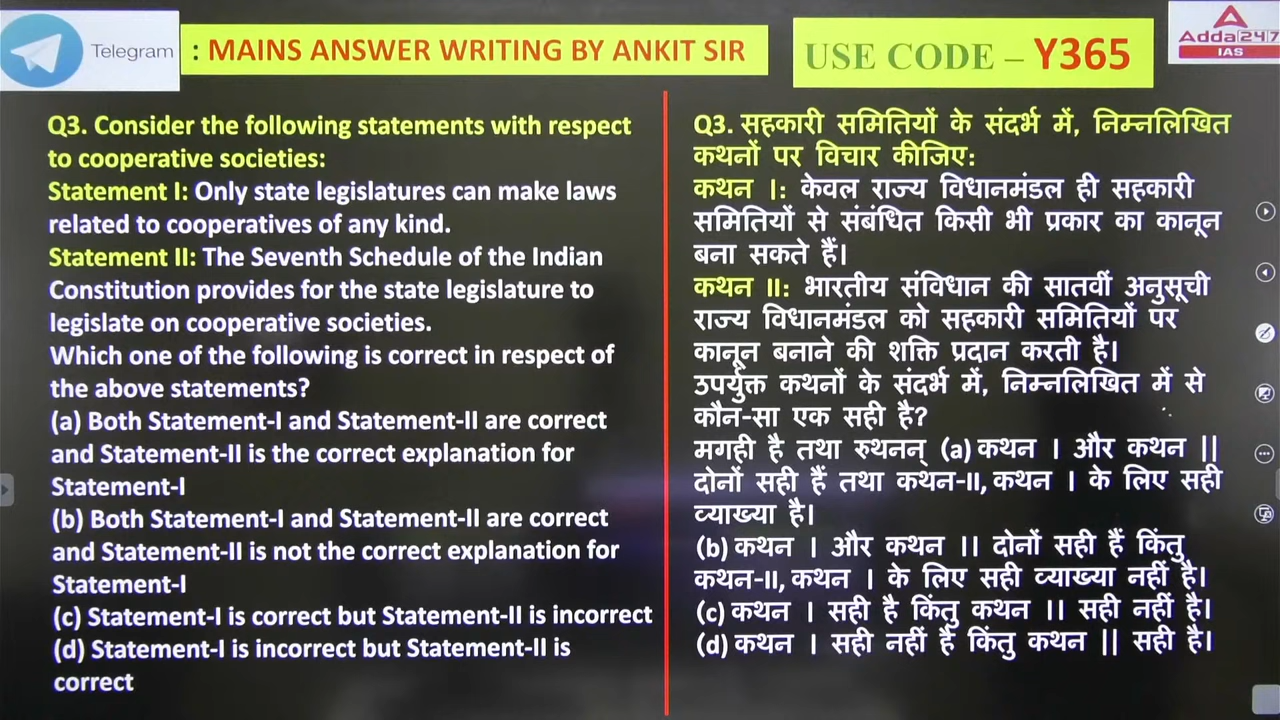 Telegram
: MAINS ANSWER WRITING BY ANKIT SIR
USE CODE – Y365
Adda247
IAS
Q3. Consider the following statements with respect
to cooperative societies:
Statement I: Only state legislatures can make laws
related to cooperatives of any kind.
Statement II: The Seventh Schedule of the Indian
Constitution provides for the state legislature to
legislate on cooperative societies.
Which one of the following is correct in respect of
the above statements?
(a) Both Statement-I and Statement-II are correct
and Statement-II is the correct explanation for
Statement-I
(b) Both Statement-I and Statement-II are correct
and Statement-II is not the correct explanation for
Statement-I
(c) Statement-I is correct but Statement-II is incorrect
(d) Statement-I is incorrect but Statement-II is
correct
Q3. सहकारी समितियों के संदर्भ में, निम्नलिखित
कथनों पर विचार कीजिए:
कथन I: केवल राज्य विधानमंडल ही सहकारी
समितियों से संबंधित किसी भी प्रकार का कानून
बना सकते हैं।
कथन II: भारतीय संविधान की सातवीं अनुसूची
राज्य विधानमंडल को सहकारी समितियों पर
कानून बनाने की शक्ति प्रदान करती है।
उपर्युक्त कथनों के संदर्भ में, निम्नलिखित में से
कौन-सा एक सही है?
मगही है तथा रुथनन् (a) कथन I और कथन ||
दोनों सही हैं तथा कथन-II, कथन I के लिए सही
व्याख्या है।
(b) कथन I और कथन II दोनों सही हैं किंतु
कथन-II, कथन I के लिए सही व्याख्या नहीं है।
(c) कथन I सही है किंतु कथन II सही नहीं है।
(d) कथन I सही नहीं है किंतु कथन || सही है।